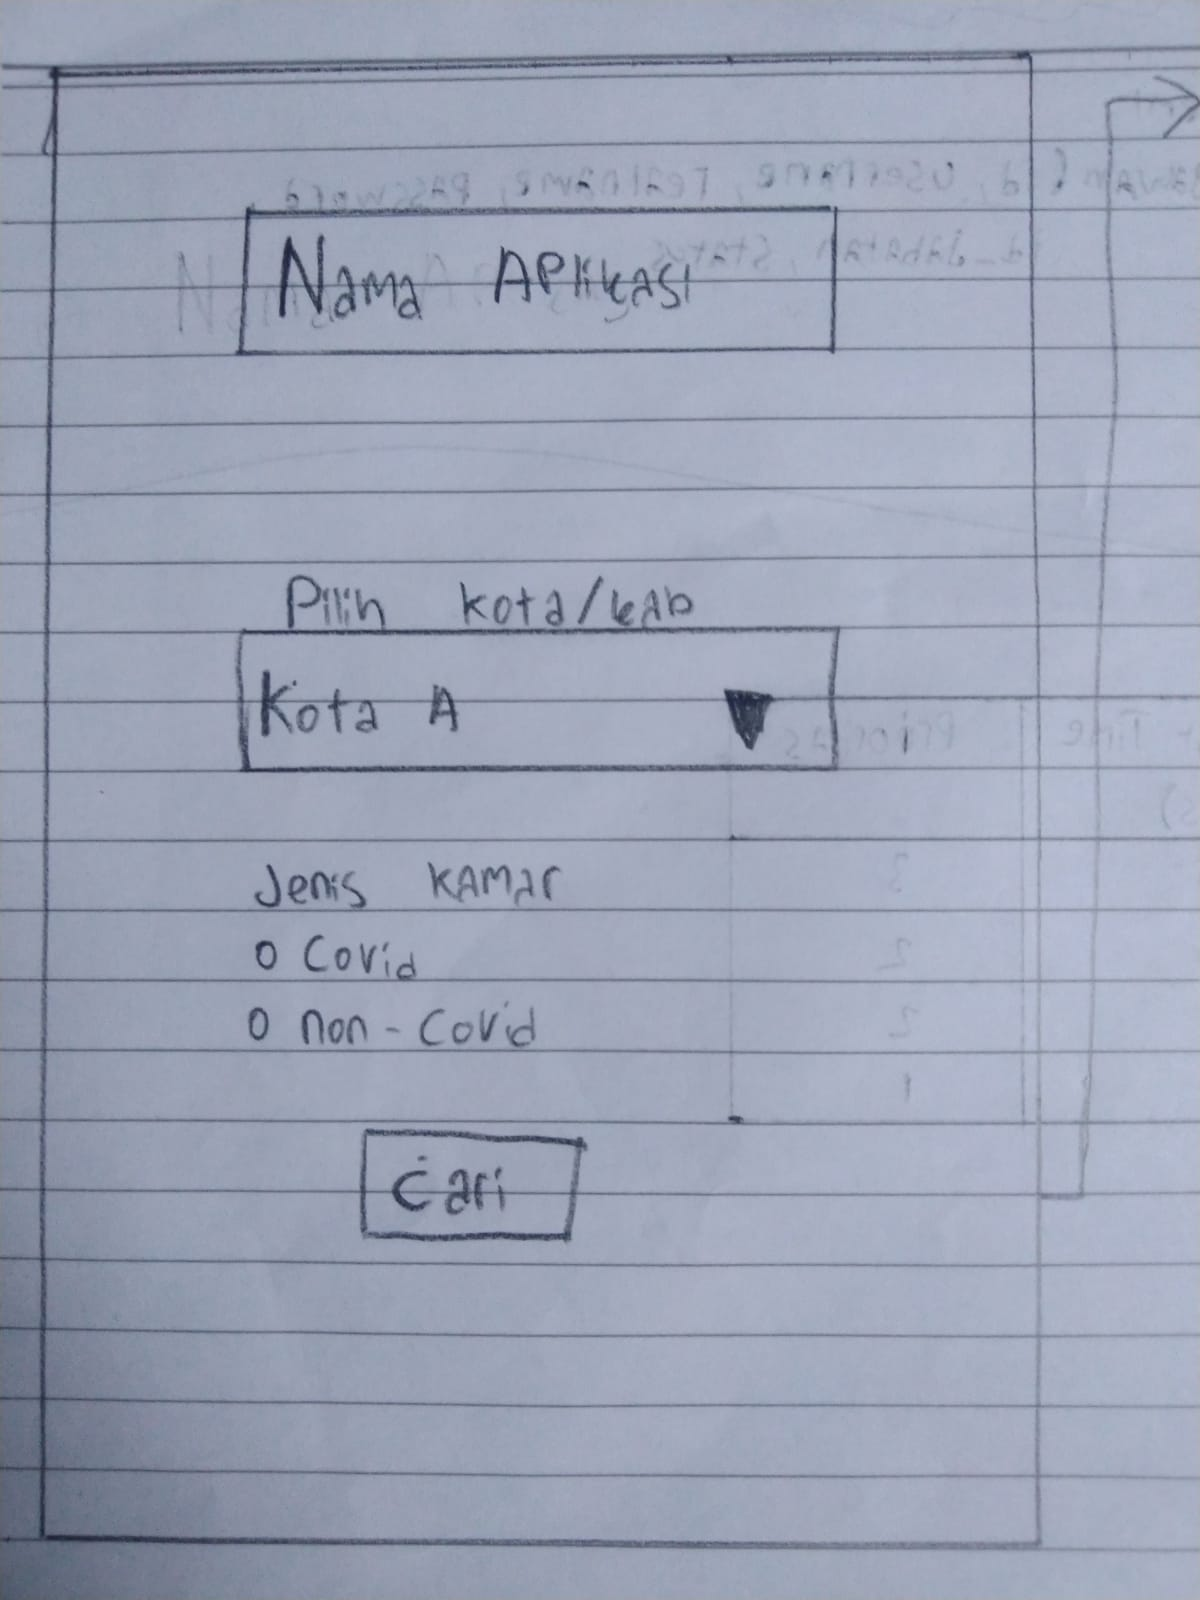 Nama Aplikasi
Pilih kota/kab
Kota A
Jenis Kamar
O Covid
O non-Covid
Cari